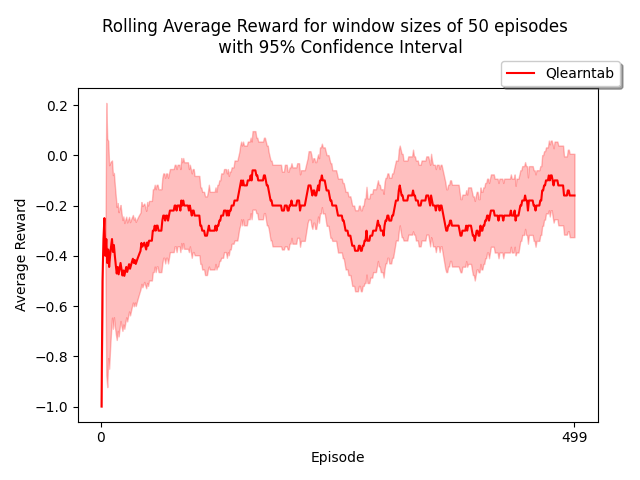 Rolling Average Reward for window sizes of 50 episodes
with 95% Confidence Interval
Qlearntab
0.2
0.0
−0.2
−0.4
−0.6
−0.8
−1.0
Average Reward
0
499
Episode